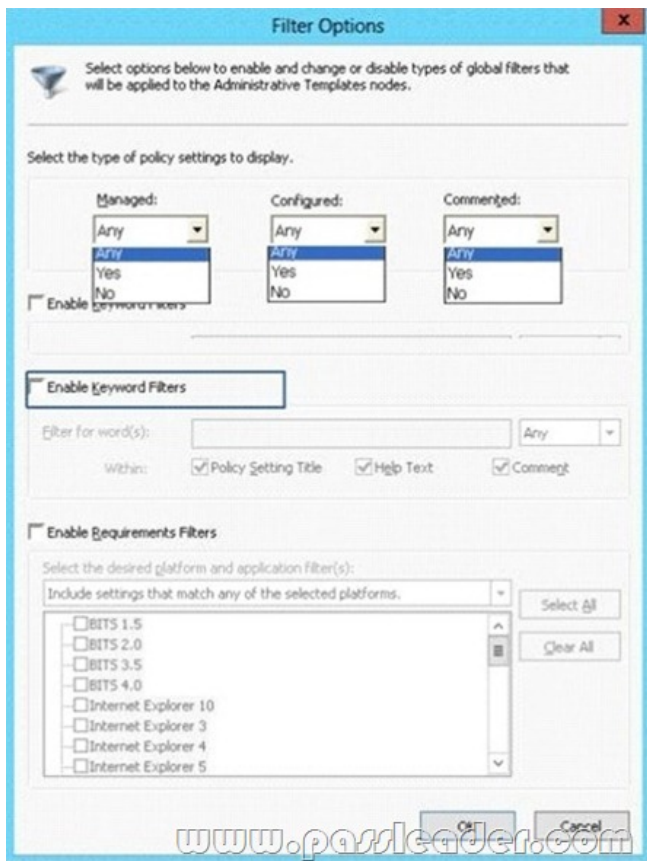 Filter Options
x
Select options below to enable and change or disable types of global filters that
will be applied to the Administrative Templates nodes.
Select the type of policy settings to display.
Managed: Configured: Commented:
Any Any Any
Any Any Any
Yes Yes Yes
No No No
Enable Keyword Filters
Enable Keyword Filters
Filter for word(s): Any
Within: Policy Setting Title Help Text Comment
Enable Requirements Filters
Select the desired platform and application filter(s):
Include settings that match any of the selected platforms.
Select All
BITS 1.5
BITS 2.0
Clear All
BITS 3.5
BITS 4.0
Internet Explorer 10
Internet Explorer 3
Internet Explorer 4
Internet Explorer 5
OK Cancel
www.passleader.com